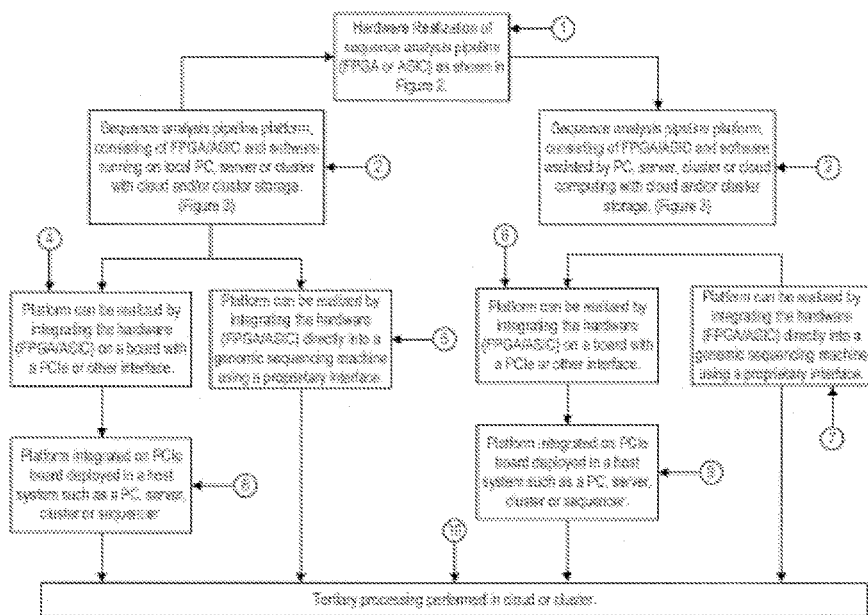 Hardware Realization of
sequence analysis pipeline
(FPGA or ASIC) as shown in
Figure 2.
1
Sequence analysis pipeline platform,
consisting of FPGA/ASIC and software
running on local PC, server or cluster
with cloud and/or cluster storage.
(Figure 3)
2
Sequence analysis pipeline platform,
consisting of FPGA/ASIC and software
assisted by PC, server, cluster or cloud
computing with cloud and/or cluster
storage. (Figure 3)
3
4
Platform can be realized by
integrating the hardware
(FPGA/ASIC) on a board with
a PCIe or other interface.
Platform can be realized by
integrating the hardware
(FPGA/ASIC) directly into a
genomic sequencing machine
using a proprietary interface.
5
6
Platform can be realized by
integrating the hardware
(FPGA/ASIC) on a board with
a PCIe or other interface.
Platform can be realized by
integrating the hardware
(FPGA/ASIC) directly into a
genomic sequencing machine
using a proprietary interface.
7
Platform integrated on PCIe
board deployed in a host
system such as a PC, server,
cluster or sequencer
8
Platform integrated on PCIe
board deployed in a host
system such as a PC, server,
cluster or sequencer.
9
10
Tertiary processing performed in cloud or cluster.